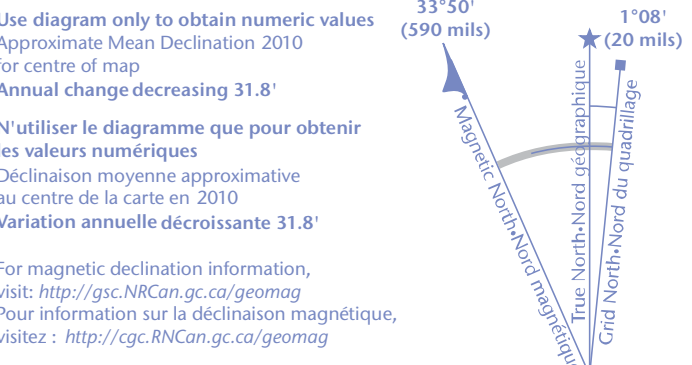 Use diagram only to obtain numeric values
Approximate Mean Declination 2010
for centre of map
Annual change decreasing 31.8'
N'utiliser le diagramme que pour obtenir
les valeurs numériques
Déclinaison moyenne approximative
au centre de la carte en 2010
Variation annuelle décroissante 31.8'
For magnetic declination information,
visit: http://gsc.NRCan.gc.ca/geomag
Pour information sur la déclinaison magnétique,
visitez : http://cgc.RNCan.gc.ca/geomag
33°50'
(590 mils)
1°08'
(20 mils)
Magnetic North•Nord magnétique
True North•Nord géographique
Grid North•Nord du quadrillage